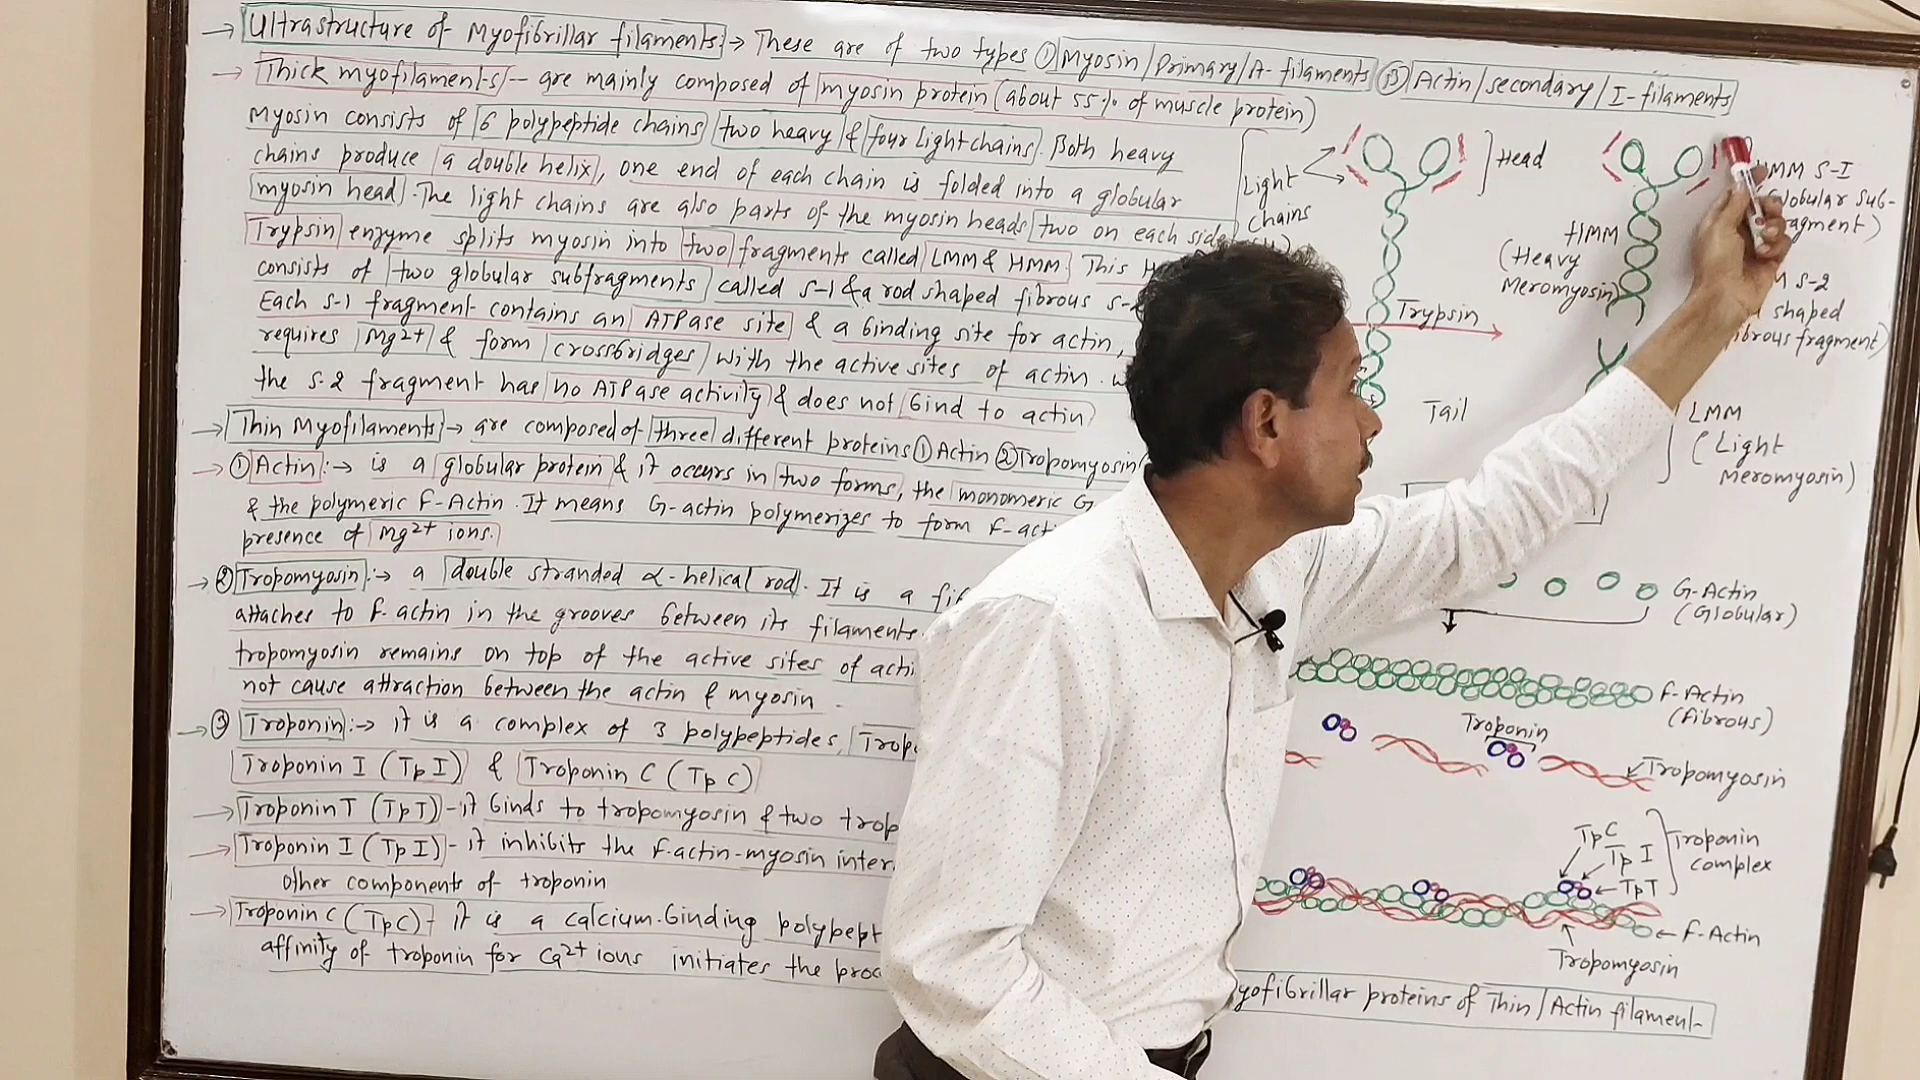 → Ultrastructure of Myofibrillar filaments:→ These are of two types ① Myosin/Primary/A-filaments ② Actin/secondary/I-filaments
→ Thick myofilaments-- are mainly composed of myosin protein (about 55% of muscle protein)
Myosin consists of 6 polypeptide chains two heavy & four Light chains. Both heavy
chains produce a double helix, one end of each chain is folded into a globular
myosin head. The light chains are also parts of the myosin heads two on each side.
Trypsin enzyme splits myosin into two fragments called LMM & HMM. This H
consists of two globular subfragments called S-1 & a rod shaped fibrous S-
Each S-1 fragment contains an ATPase site & a binding site for actin,
requires Mg2+ & form crossbridges with the active sites of actin. w
the S-2 fragment has no ATPase activity & does not bind to actin
→ Thin Myofilaments:→ are composed of three different proteins ① Actin ② Tropomyosin
→ ① Actin:→ is a globular protein & it occurs in two forms, the monomeric G
& the polymeric F-Actin. It means G-actin polymerizes to form F-act
presence of Mg2+ ions.
→ ② Tropomyosin:→ a double stranded α-helical rod. It is a fi
attaches to F-actin in the grooves between its filaments
tropomyosin remains on top of the active sites of acti
not cause attraction between the actin & myosin.
→ ③ Troponin:→ it is a complex of 3 polypeptides, Tropo
Troponin I (TpI) & Troponin C (TpC)
→ Troponin T (TpT) - it binds to tropomyosin & two trop
→ Troponin I (TpI) - it inhibits the F-actin-myosin inter
other components of troponin
→ Troponin C (TpC) - it is a calcium-binding polypept
affinity of troponin for Ca2+ ions initiates the proc
Light
chains
Head
Trypsin
Tail
HMM
(Heavy
Meromyosin)
HMM S-I
Globular Sub-
fragment)
S-2
shaped
fibrous fragment)
LMM
(Light
Meromyosin)
G-Actin
(Globular)
F-Actin
(fibrous)
Troponin
Tropomyosin
TpC
TpI
TpT
Troponin
complex
F-Actin
Tropomyosin
yofibrillar proteins of Thin/Actin filament-